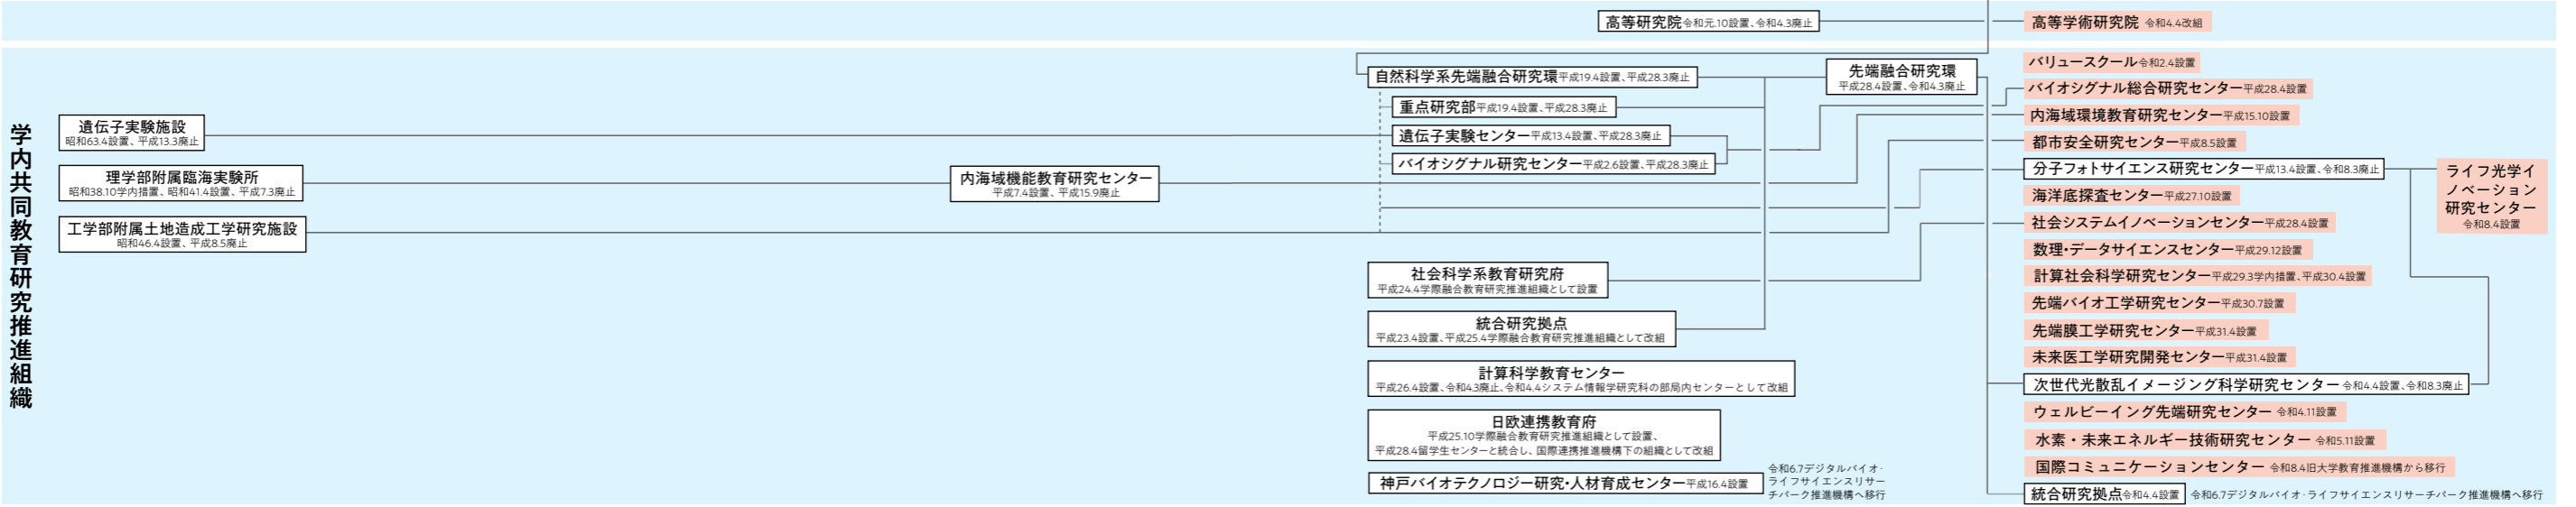 高等研究院令和元.10設置、令和4.3廃止
高等学術研究院 令和4.4改組
学内共同教育研究推進組織
遺伝子実験施設
昭和63.4設置、平成13.3廃止
理学部附属臨海実験所
昭和38.10学内措置、昭和41.4設置、平成7.3廃止
工学部附属土地造成工学研究施設
昭和46.4設置、平成8.5廃止
内海域機能教育研究センター
平成7.4設置、平成15.9廃止
自然科学系先端融合研究環平成19.4設置、平成28.3廃止
重点研究部平成19.4設置、平成28.3廃止
遺伝子実験センター平成13.4設置、平成28.3廃止
バイオシグナル研究センター平成2.6設置、平成28.3廃止
社会科学系教育研究府
平成24.4学際融合教育研究推進組織として設置
統合研究拠点
平成23.4設置、平成25.4学際融合教育研究推進組織として改組
計算科学教育センター
平成26.4設置、令和4.3廃止、令和4.4システム情報学研究科の部局内センターとして改組
日欧連携教育府
平成25.10学際融合教育研究推進組織として設置、
平成28.4留学生センターと統合し、国際連携推進機構下の組織として改組
神戸バイオテクノロジー研究・人材育成センター平成16.4設置
令和6.7デジタルバイオ・
ライフサイエンスリサー
チパーク推進機構へ移行
先端融合研究環
平成28.4設置、令和4.3廃止
バリュースクール令和2.4設置
バイオシグナル総合研究センター平成28.4設置
内海域環境教育研究センター平成15.10設置
都市安全研究センター平成8.5設置
分子フォトサイエンス研究センター平成13.4設置、令和8.3廃止
海洋底探査センター平成27.10設置
社会システムイノベーションセンター平成28.4設置
数理・データサイエンスセンター平成29.12設置
計算社会科学研究センター平成29.3学内措置、平成30.4設置
先端バイオ工学研究センター平成30.7設置
先端膜工学研究センター平成31.4設置
未来医工学研究開発センター平成31.4設置
次世代光散乱イメージング科学研究センター 令和4.4設置、令和8.3廃止
ウェルビーイング先端研究センター 令和4.11設置
水素・未来エネルギー技術研究センター 令和5.11設置
国際コミュニケーションセンター 令和8.4旧大学教育推進機構から移行
統合研究拠点令和4.4設置 令和6.7デジタルバイオ・ライフサイエンスリサーチパーク推進機構へ移行
ライフ光学イ
ノベーション
研究センター
令和8.4設置